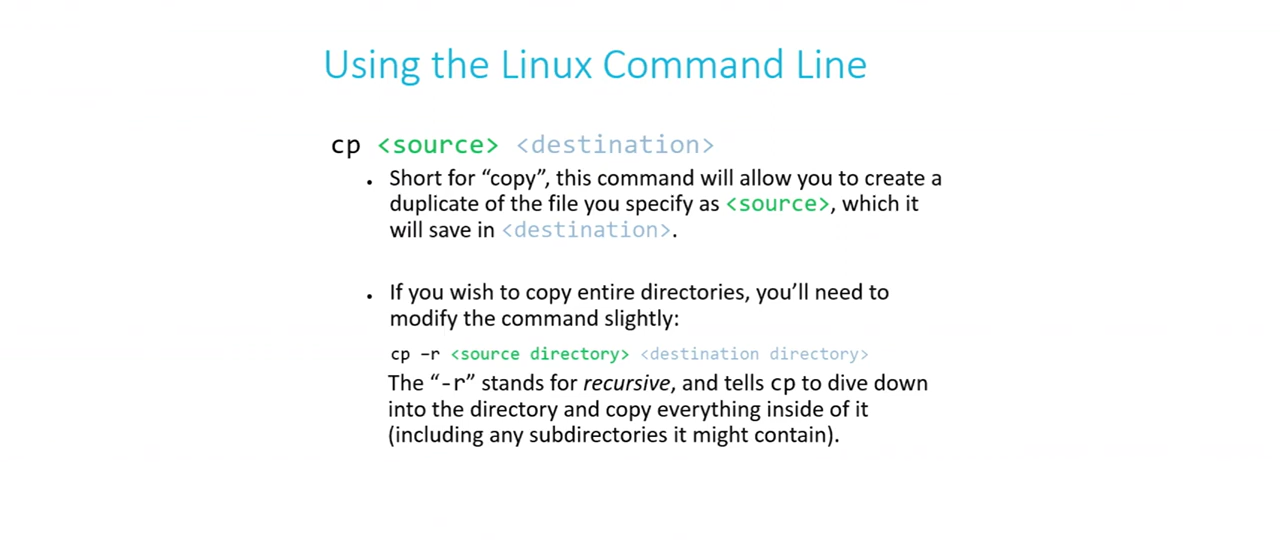 Using the Linux Command Line
cp <source> <destination>
• Short for “copy”, this command will allow you to create a
duplicate of the file you specify as <source>, which it
will save in <destination>.
• If you wish to copy entire directories, you’ll need to
modify the command slightly:
cp –r <source directory> <destination directory>
The “-r” stands for recursive, and tells cp to dive down
into the directory and copy everything inside of it
(including any subdirectories it might contain).